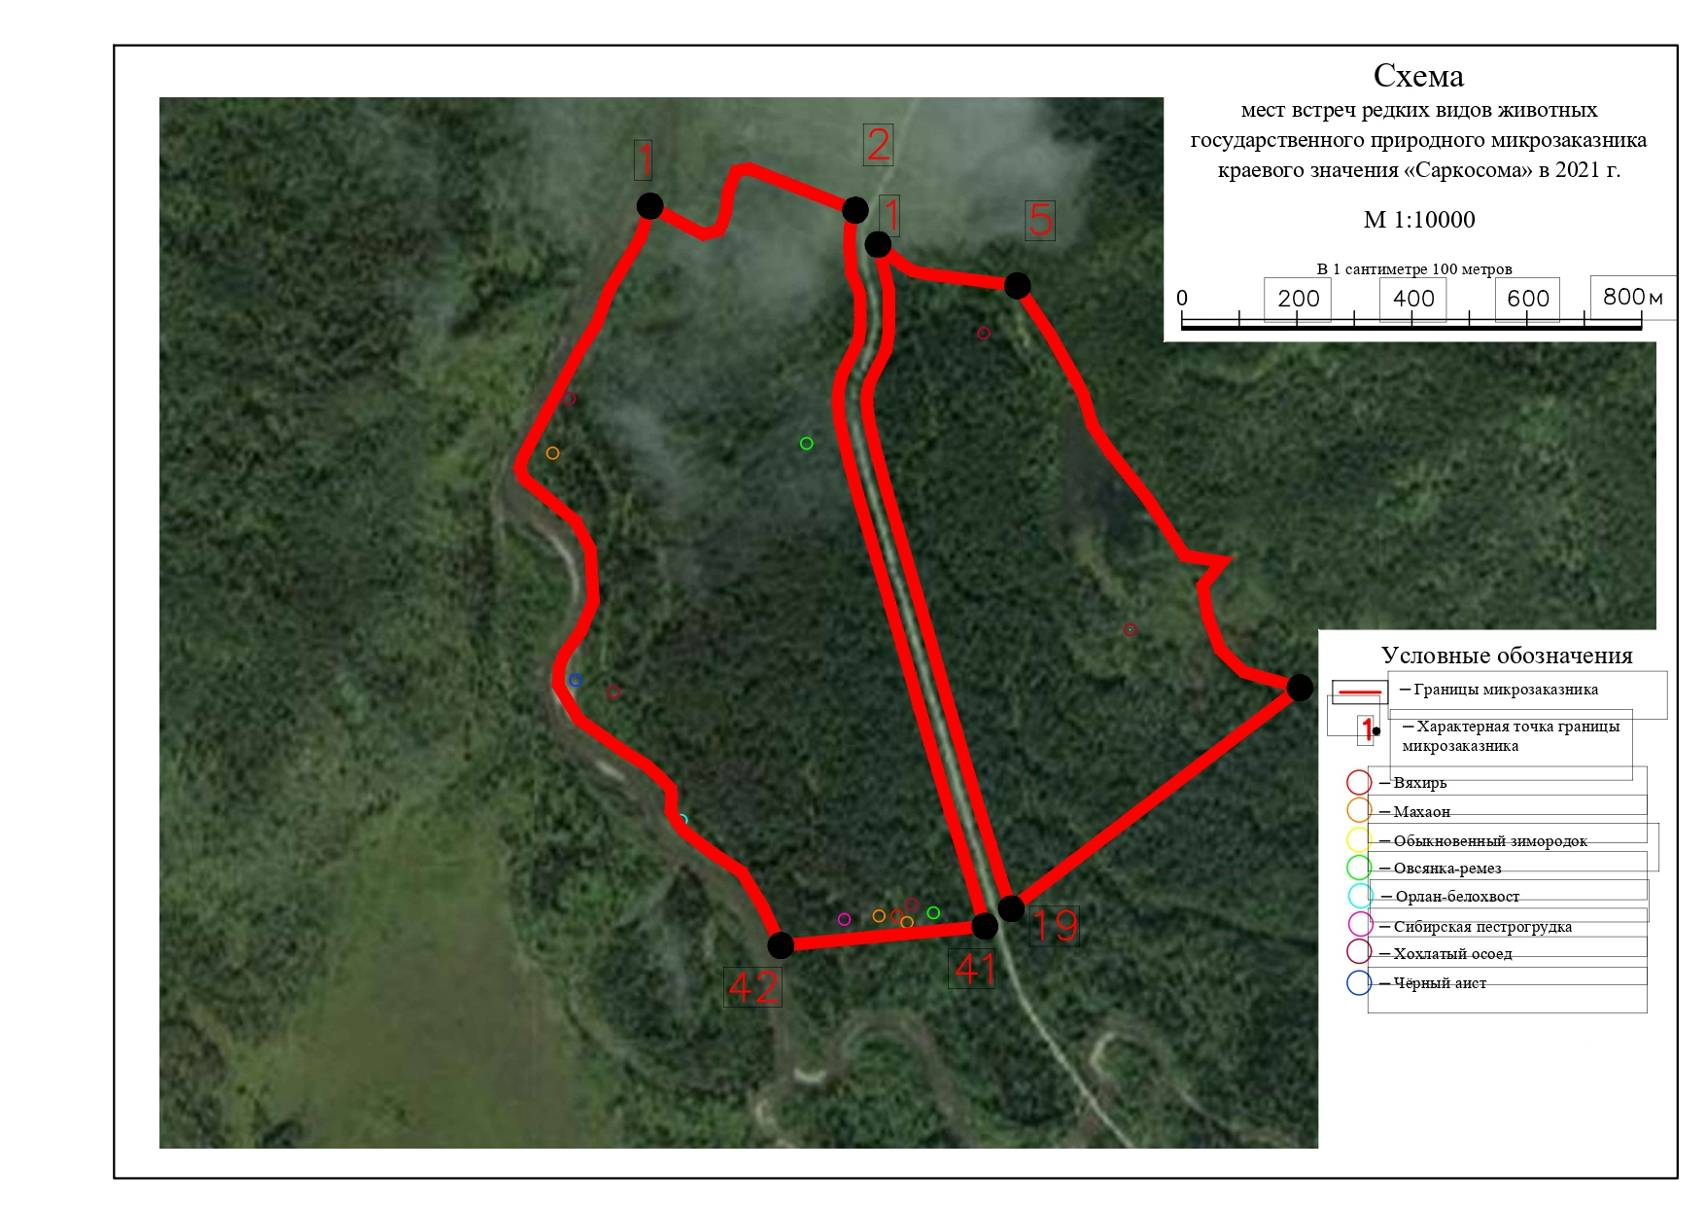 Схема
мест встреч редких видов животных
государственного природного микрозаказника
краевого значения «Саркосома» в 2021 г.
М 1:10000
В 1 сантиметре 100 метров
0 200 400 600 800 м
1
2
1
5
19
41
42
Условные обозначения
– Границы микрозаказника
1 – Характерная точка границы
микрозаказника
– Вяхирь
– Махаон
– Обыкновенный зимородок
– Овсянка-ремез
– Орлан-белохвост
– Сибирская пестрогрудка
– Хохлатый осоед
– Чёрный аист